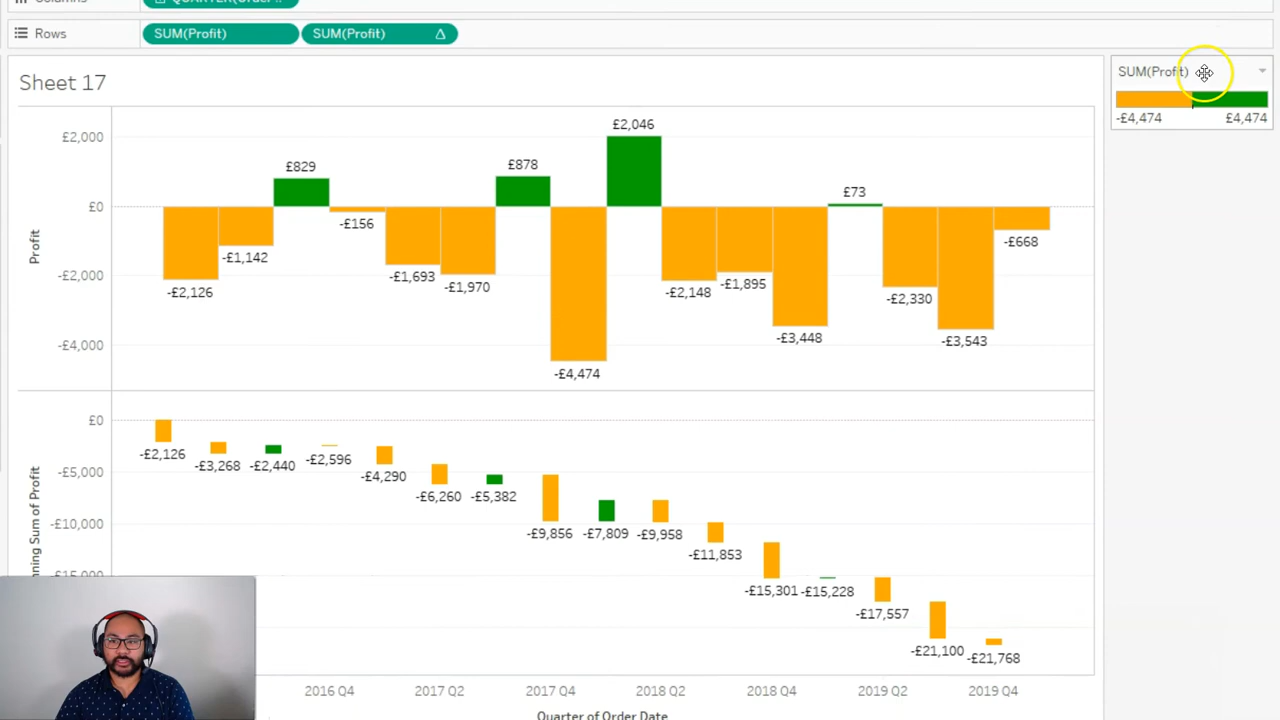 Rows SUM(Profit) SUM(Profit) Δ
Sheet 17
SUM(Profit)
-£4,474 £4,474
Profit
£2,000
£0
-£2,000
-£4,000
-£2,126 -£1,142 £829 -£156 -£1,693 -£1,970 £878 -£4,474 £2,046 -£2,148 -£1,895 -£3,448 £73 -£2,330 -£3,543 -£668
Sum of Profit
£0
-£5,000
-£10,000
-£2,126 -£3,268 -£2,440 -£2,596 -£4,290 -£6,260 -£5,382 -£9,856 -£7,809 -£9,958 -£11,853 -£15,301 -£15,228 -£17,557 -£21,100 -£21,768
2016 Q4 2017 Q2 2017 Q4 2018 Q2 2018 Q4 2019 Q2 2019 Q4
Quarter of Order Date